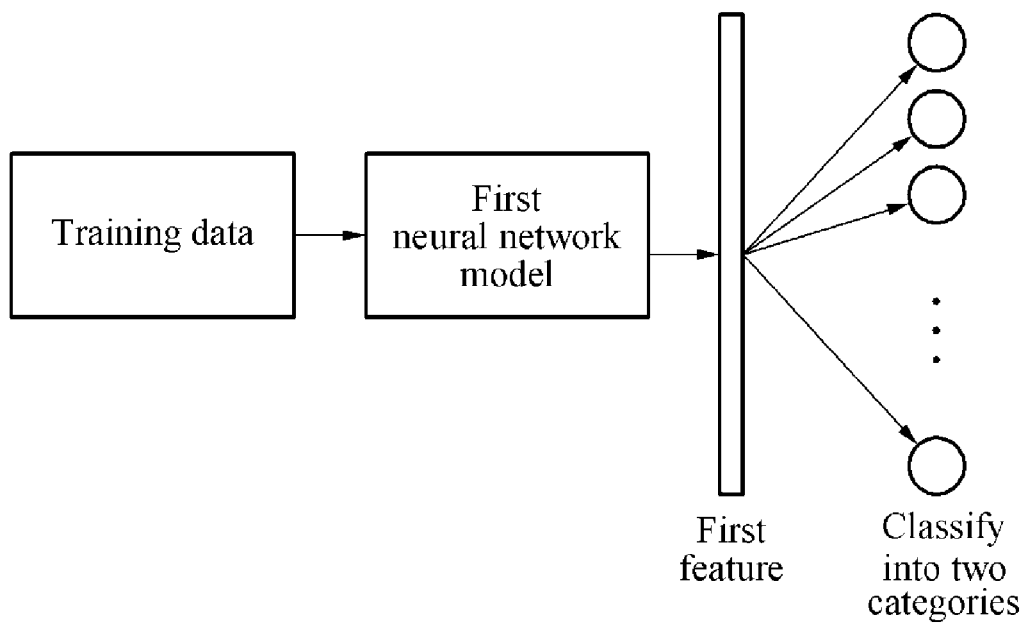 Training data
First
neural network
model
First
feature
Classify
into two
categories